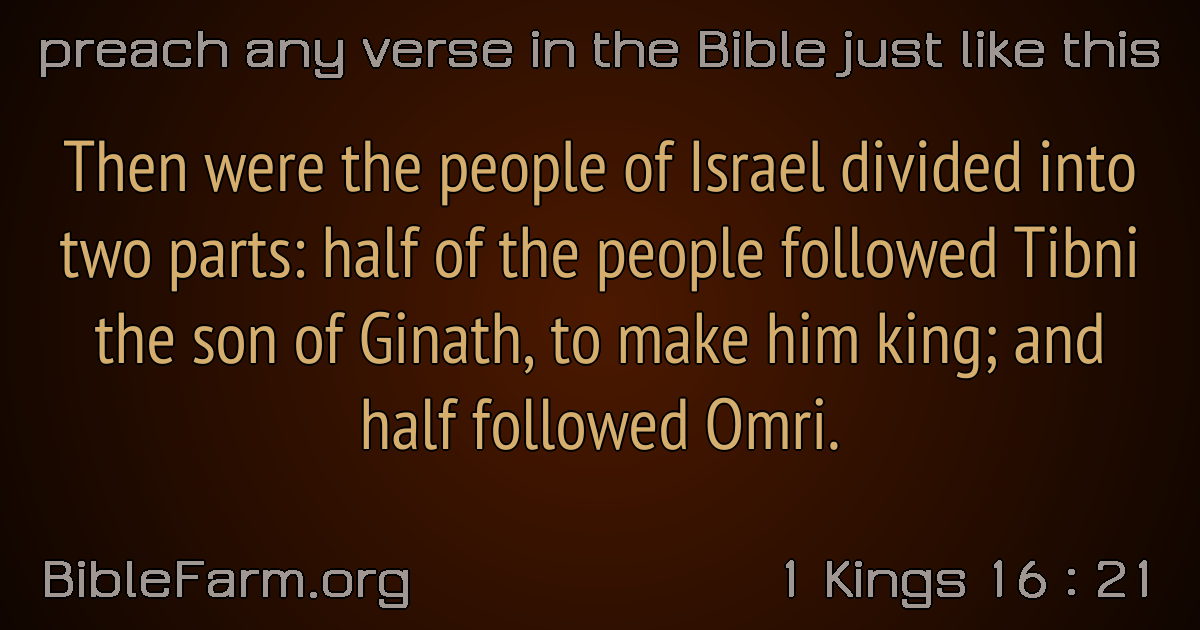 preach any verse in the Bible just like this
Then were the people of Israel divided into
two parts: half of the people followed Tibni
the son of Ginath, to make him king; and
half followed Omri.
BibleFarm.org 1 Kings 16 : 21